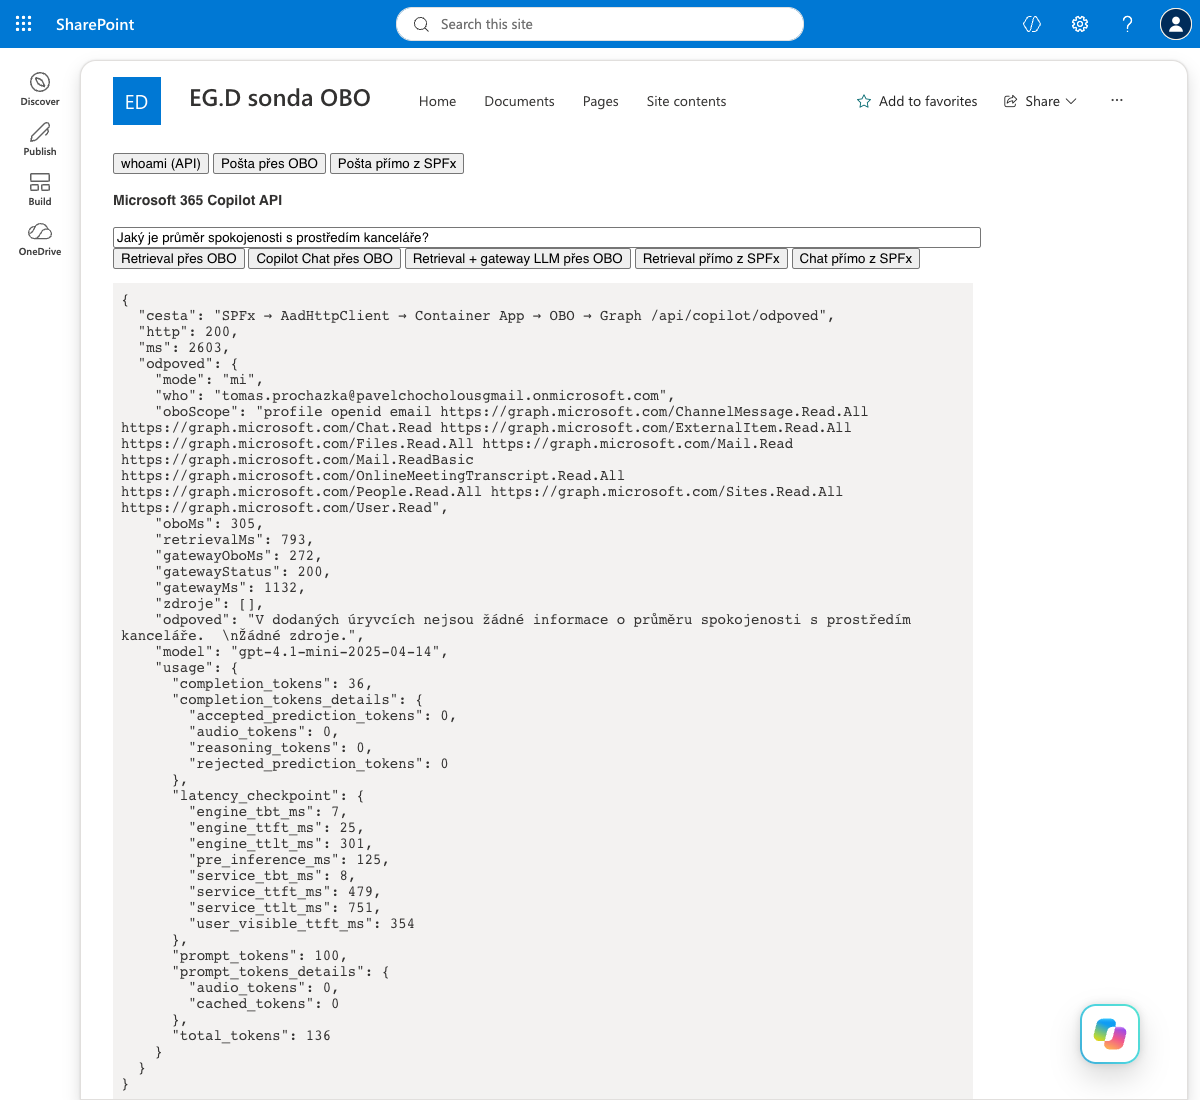 SharePoint
Search this site
?
Discover
Publish
Build
OneDrive
ED
EG.D sonda OBO
Home
Documents
Pages
Site contents
Add to favorites
Share
...
whoami (API)
Pošta přes OBO
Pošta přímo z SPFx
Microsoft 365 Copilot API
Jaký je průměr spokojenosti s prostředím kanceláře?
Retrieval přes OBO
Copilot Chat přes OBO
Retrieval + gateway LLM přes OBO
Retrieval přímo z SPFx
Chat přímo z SPFx
{
  "cesta": "SPFx → AadHttpClient → Container App → OBO → Graph /api/copilot/odpoved",
  "http": 200,
  "ms": 2603,
  "odpoved": {
    "mode": "mi",
    "who": "tomas.prochazka@pavelchocholousgmail.onmicrosoft.com",
    "oboScope": "profile openid email https://graph.microsoft.com/ChannelMessage.Read.All
https://graph.microsoft.com/Chat.Read https://graph.microsoft.com/ExternalItem.Read.All
https://graph.microsoft.com/Files.Read.All https://graph.microsoft.com/Mail.Read
https://graph.microsoft.com/Mail.ReadBasic
https://graph.microsoft.com/OnlineMeetingTranscript.Read.All
https://graph.microsoft.com/People.Read.All https://graph.microsoft.com/Sites.Read.All
https://graph.microsoft.com/User.Read",
    "oboMs": 305,
    "retrievalMs": 793,
    "gatewayOboMs": 272,
    "gatewayStatus": 200,
    "gatewayMs": 1132,
    "zdroje": [],
    "odpoved": "V dodaných úryvcích nejsou žádné informace o průměru spokojenosti s prostředím
kanceláře.  \nŽádné zdroje.",
    "model": "gpt-4.1-mini-2025-04-14",
    "usage": {
      "completion_tokens": 36,
      "completion_tokens_details": {
        "accepted_prediction_tokens": 0,
        "audio_tokens": 0,
        "reasoning_tokens": 0,
        "rejected_prediction_tokens": 0
      },
      "latency_checkpoint": {
        "engine_tbt_ms": 7,
        "engine_ttft_ms": 25,
        "engine_ttlt_ms": 301,
        "pre_inference_ms": 125,
        "service_tbt_ms": 8,
        "service_ttft_ms": 479,
        "service_ttlt_ms": 751,
        "user_visible_ttft_ms": 354
      },
      "prompt_tokens": 100,
      "prompt_tokens_details": {
        "audio_tokens": 0,
        "cached_tokens": 0
      },
      "total_tokens": 136
    }
  }
}